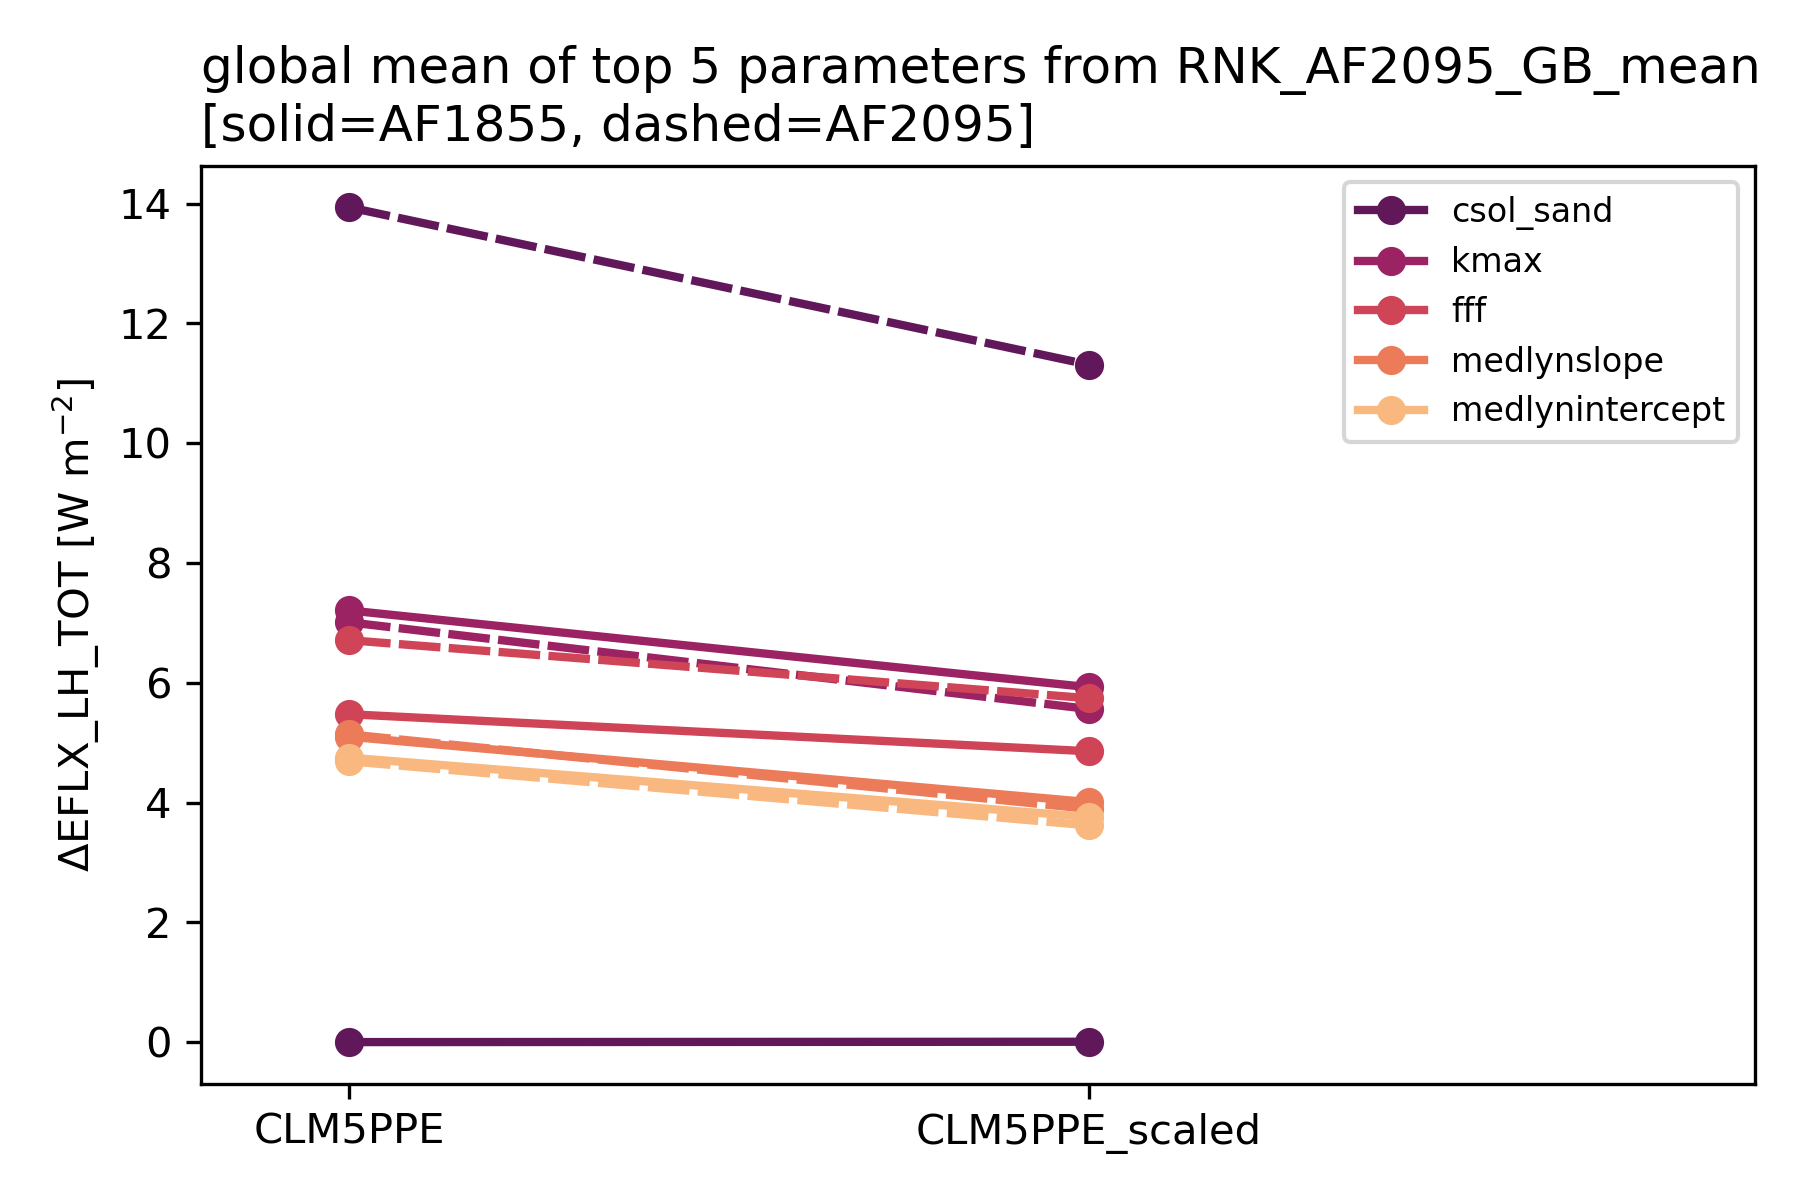 global mean of top 5 parameters from RNK_AF2095_GB_mean
[solid=AF1855, dashed=AF2095]
ΔEFLX_LH_TOT [W m⁻²]
14
12
10
8
6
4
2
0
csol_sand
kmax
fff
medlynslope
medlynintercept
CLM5PPE
CLM5PPE_scaled